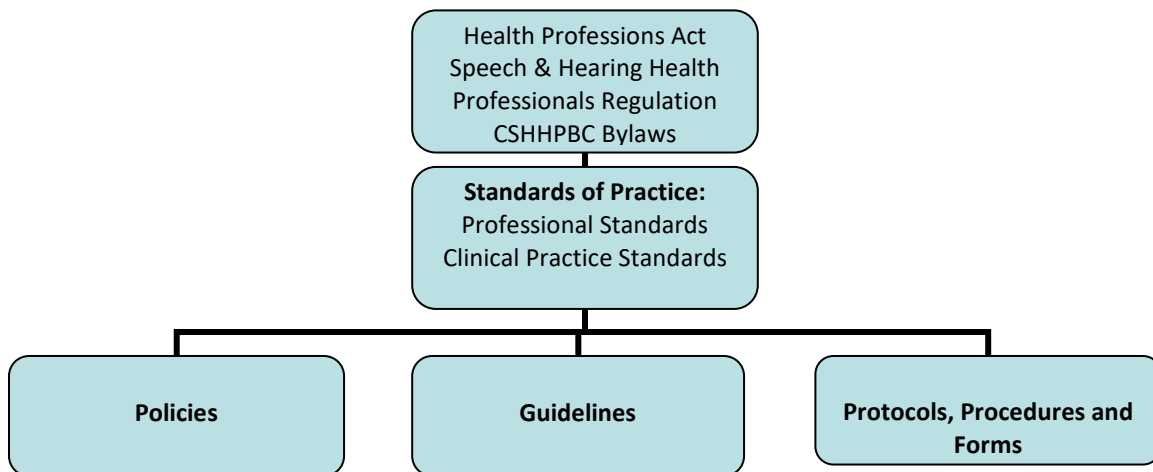 Health Professions Act
Speech & Hearing Health
Professionals Regulation
CSHHPBC Bylaws
Standards of Practice:
Professional Standards
Clinical Practice Standards
Policies
Guidelines
Protocols, Procedures and
Forms